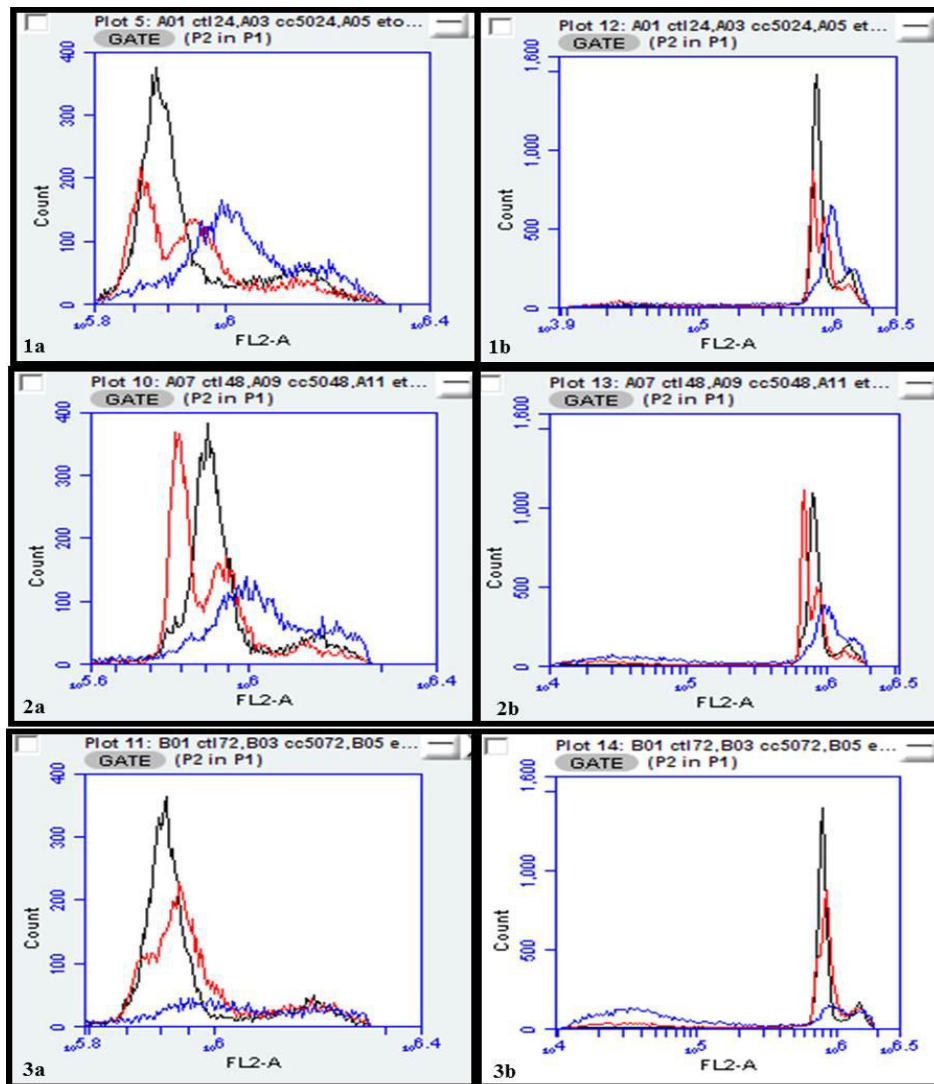 Plot 5: A01 ctl24,A03 cc5024,A05 eto...
GATE (P2 in P1)
400
300
200
100
0
Count
10^5.8 10^6 10^6.4
FL2-A
1a
Plot 12: A01 ctl24,A03 cc5024,A05 et...
GATE (P2 in P1)
1,600
1,000
500
0
Count
10^3.9 10^5 10^6 10^6.5
FL2-A
1b
Plot 10: A07 ctl48,A09 cc5048,A11 et...
GATE (P2 in P1)
400
300
200
100
0
Count
10^5.6 10^6 10^6.4
FL2-A
2a
Plot 13: A07 ctl48,A09 cc5048,A11 et...
GATE (P2 in P1)
1,600
1,000
500
0
Count
10^4 10^5 10^6 10^6.5
FL2-A
2b
Plot 11: B01 ctl72,B03 cc5072,B05 e...
GATE (P2 in P1)
400
300
200
100
0
Count
10^5.8 10^6 10^6.4
FL2-A
3a
Plot 14: B01 ctl72,B03 cc5072,B05 e...
GATE (P2 in P1)
1,600
1,000
500
0
Count
10^4 10^5 10^6 10^6.5
FL2-A
3b